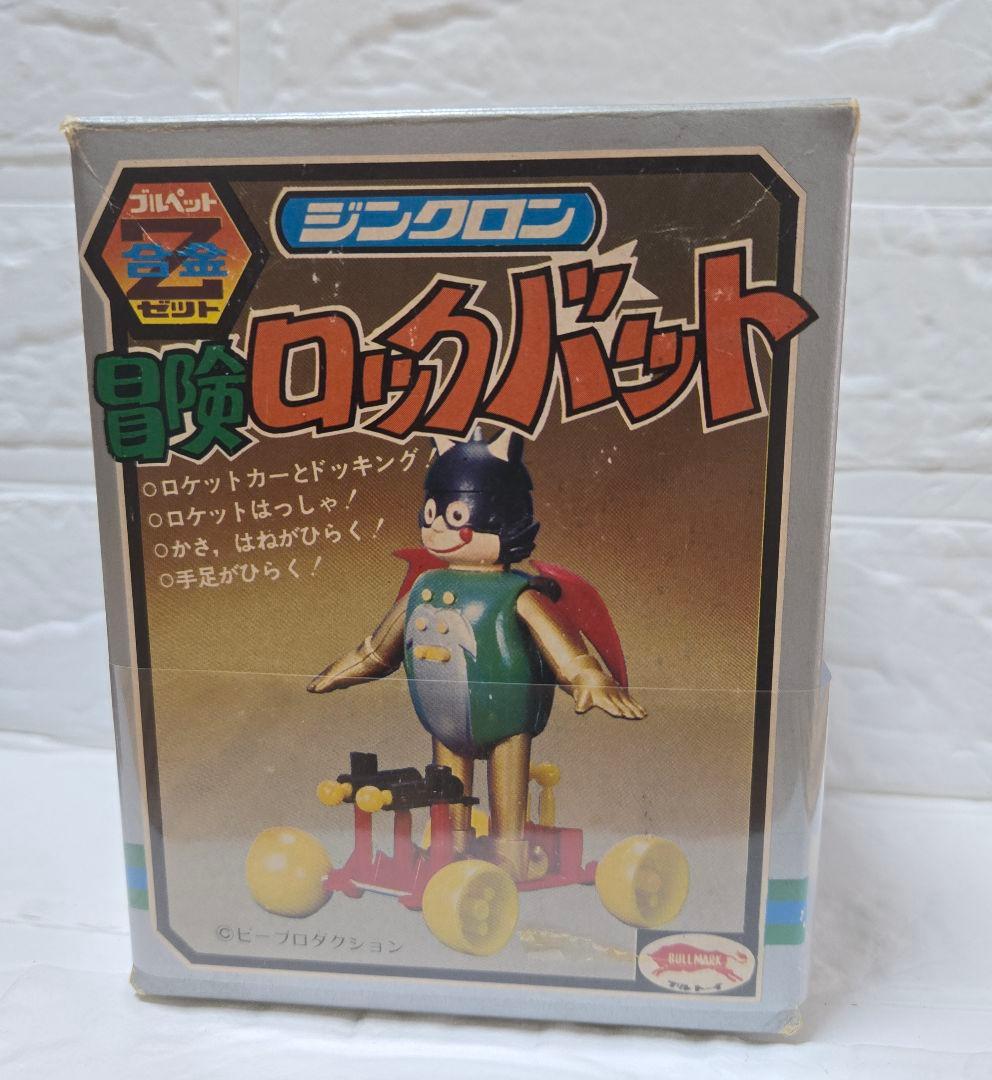 ブルペット
Z
合金
ゼット
ジンクロン
冒険ロックバット
○ロケットカーとドッキング!
○ロケットはっしゃ!
○かさ，はねがひらく!
○手足がひらく!
©ピープロダクション
BULLMARK
ブルトーイ